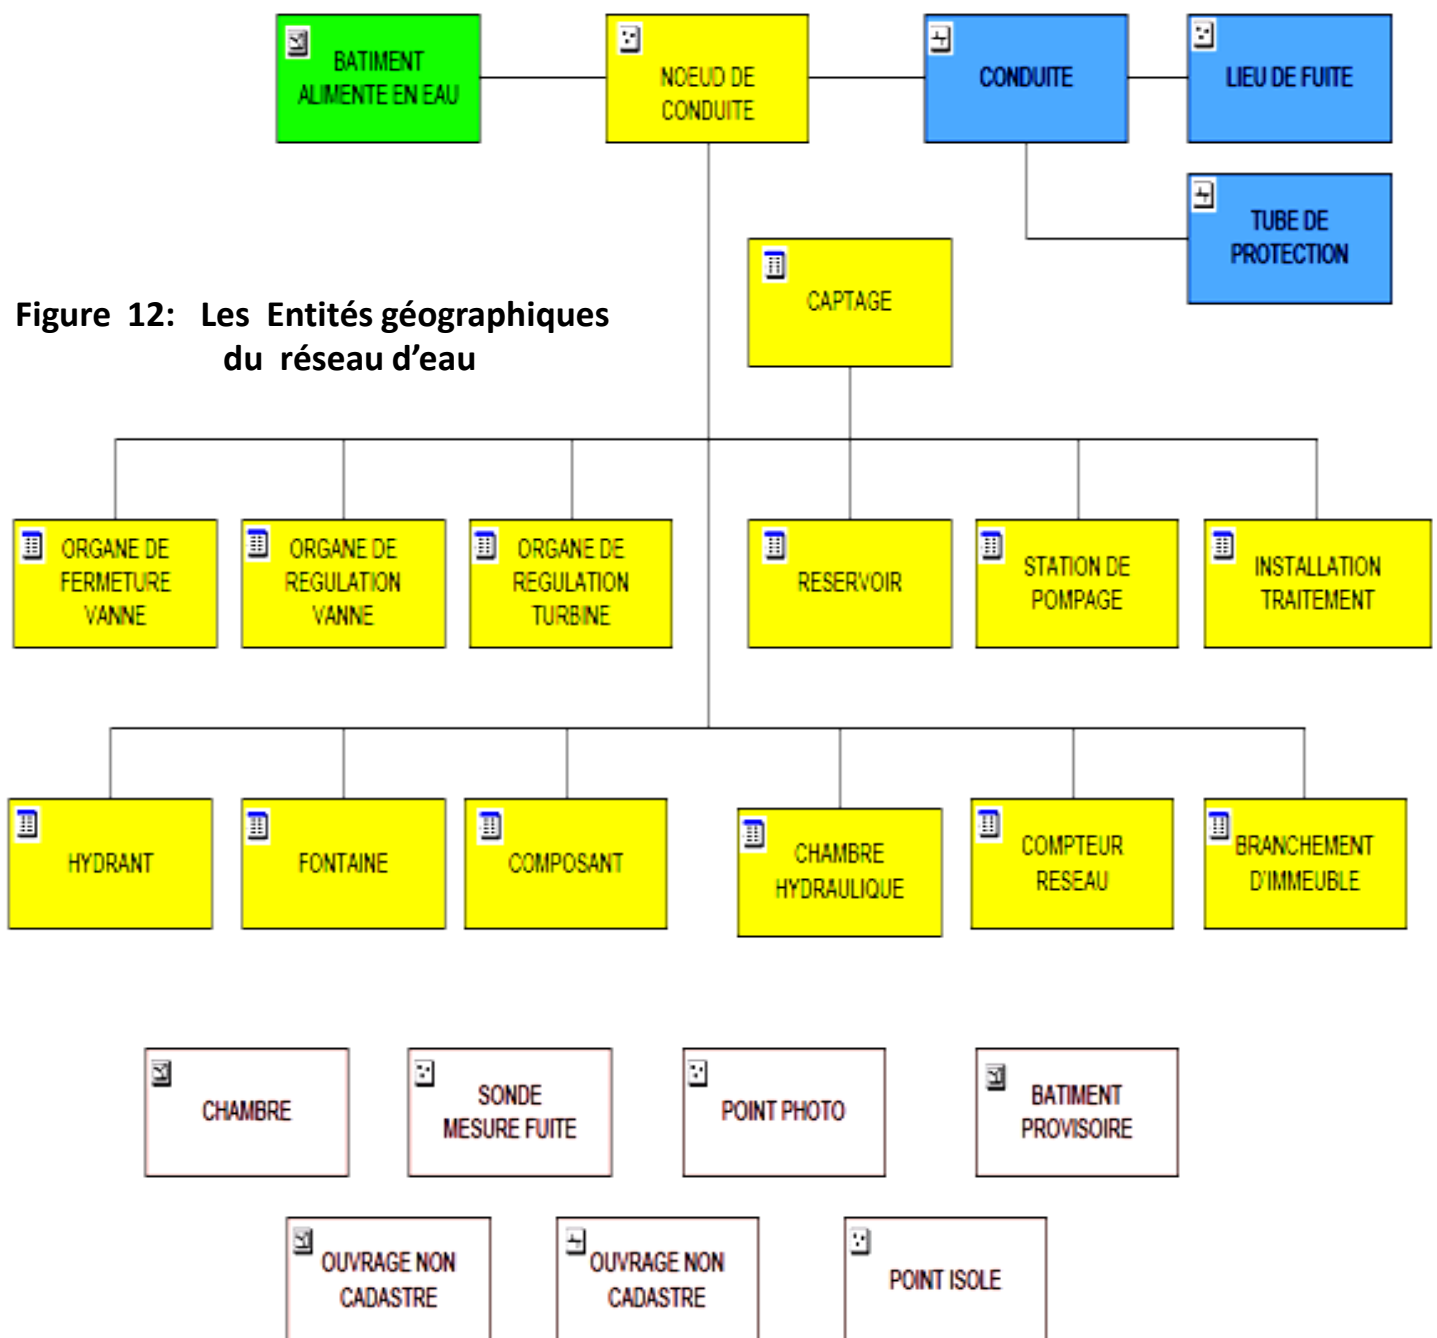 BATIMENT
ALIMENTE EN EAU
NOEUD DE
CONDUITE
CONDUITE
LIEU DE FUITE
TUBE DE
PROTECTION
CAPTAGE
Figure 12: Les Entités géographiques
du réseau d’eau
ORGANE DE
FERMETURE
VANNE
ORGANE DE
REGULATION
VANNE
ORGANE DE
REGULATION
TURBINE
RESERVOIR
STATION DE
POMPAGE
INSTALLATION
TRAITEMENT
HYDRANT
FONTAINE
COMPOSANT
CHAMBRE
HYDRAULIQUE
COMPTEUR
RESEAU
BRANCHEMENT
D'IMMEUBLE
CHAMBRE
SONDE
MESURE FUITE
POINT PHOTO
BATIMENT
PROVISOIRE
OUVRAGE NON
CADASTRE
OUVRAGE NON
CADASTRE
POINT ISOLE